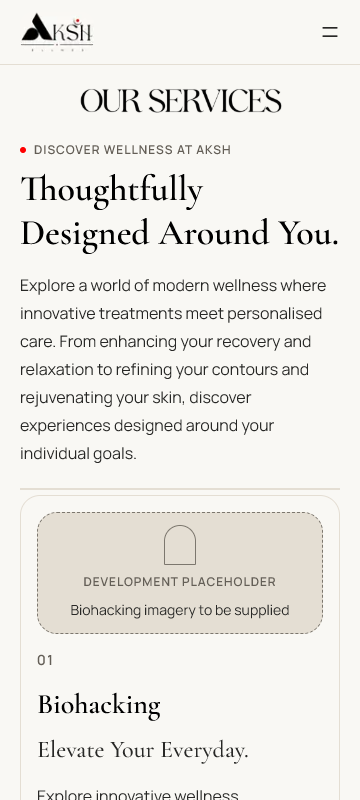 AKSH
OUR SERVICES
DISCOVER WELLNESS AT AKSH
Thoughtfully
Designed Around You.
Explore a world of modern wellness where
innovative treatments meet personalised
care. From enhancing your recovery and
relaxation to refining your contours and
rejuvenating your skin, discover
experiences designed around your
individual goals.
DEVELOPMENT PLACEHOLDER
Biohacking imagery to be supplied
01
Biohacking
Elevate Your Everyday.
Explore innovative wellness